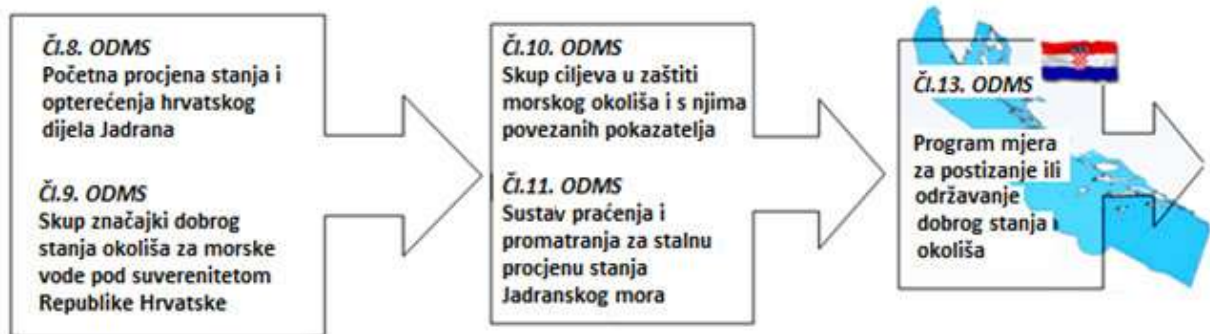 Čl.8. ODMS
Početna procjena stanja i
opterećenja hrvatskog
dijela Jadrana
Čl.9. ODMS
Skup značajki dobrog
stanja okoliša za morske
vode pod suverenitetom
Republike Hrvatske
Čl.10. ODMS
Skup ciljeva u zaštiti
morskog okoliša i s njima
povezanih pokazatelja
Čl.11. ODMS
Sustav praćenja i
promatranja za stalnu
procjenu stanja
Jadranskog mora
Čl.13. ODMS
Program mjera
za postizanje ili
održavanje
dobrog stanja
okoliša